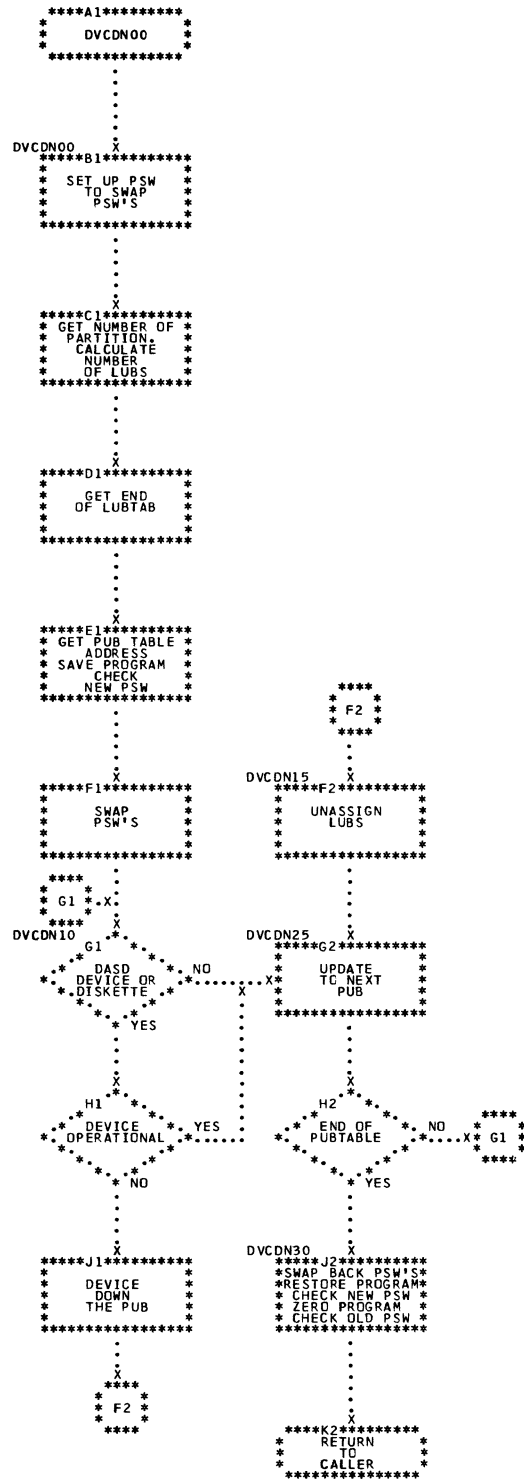 A1
DVCDN00
DVCDN00
B1
SET UP PSW
TO SWAP
PSW'S
C1
GET NUMBER OF
PARTITION.
CALCULATE
NUMBER
OF LUBS
D1
GET END
OF LUBTAB
E1
GET PUB TABLE
ADDRESS
SAVE PROGRAM
CHECK
NEW PSW
F1
SWAP
PSW'S
G1
DVCDN10
G1
DASD
DEVICE OR
DISKETTE
NO
YES
H1
DEVICE
OPERATIONAL
YES
NO
J1
DEVICE
DOWN
THE PUB
F2
F2
DVCDN15
F2
UNASSIGN
LUBS
DVCDN25
G2
UPDATE
TO NEXT
PUB
H2
END OF
PUBTABLE
NO
G1
YES
DVCDN30
J2
SWAP BACK PSW'S
RESTORE PROGRAM
CHECK NEW PSW
ZERO PROGRAM
CHECK OLD PSW
K2
RETURN
TO
CALLER